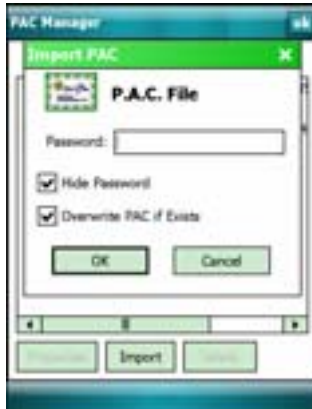 PAC Manager ok
Import PAC
P.A.C. File
Password:
Hide Password
Overwrite PAC if Exists
OK Cancel
Import